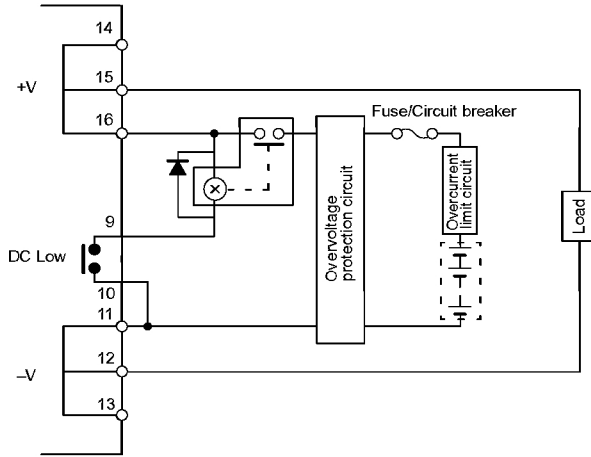 14
+V
15
16
Fuse/Circuit breaker
Overvoltage
protection circuit
Overcurrent
limit circuit
Load
9
DC Low
10
11
12
–V
13